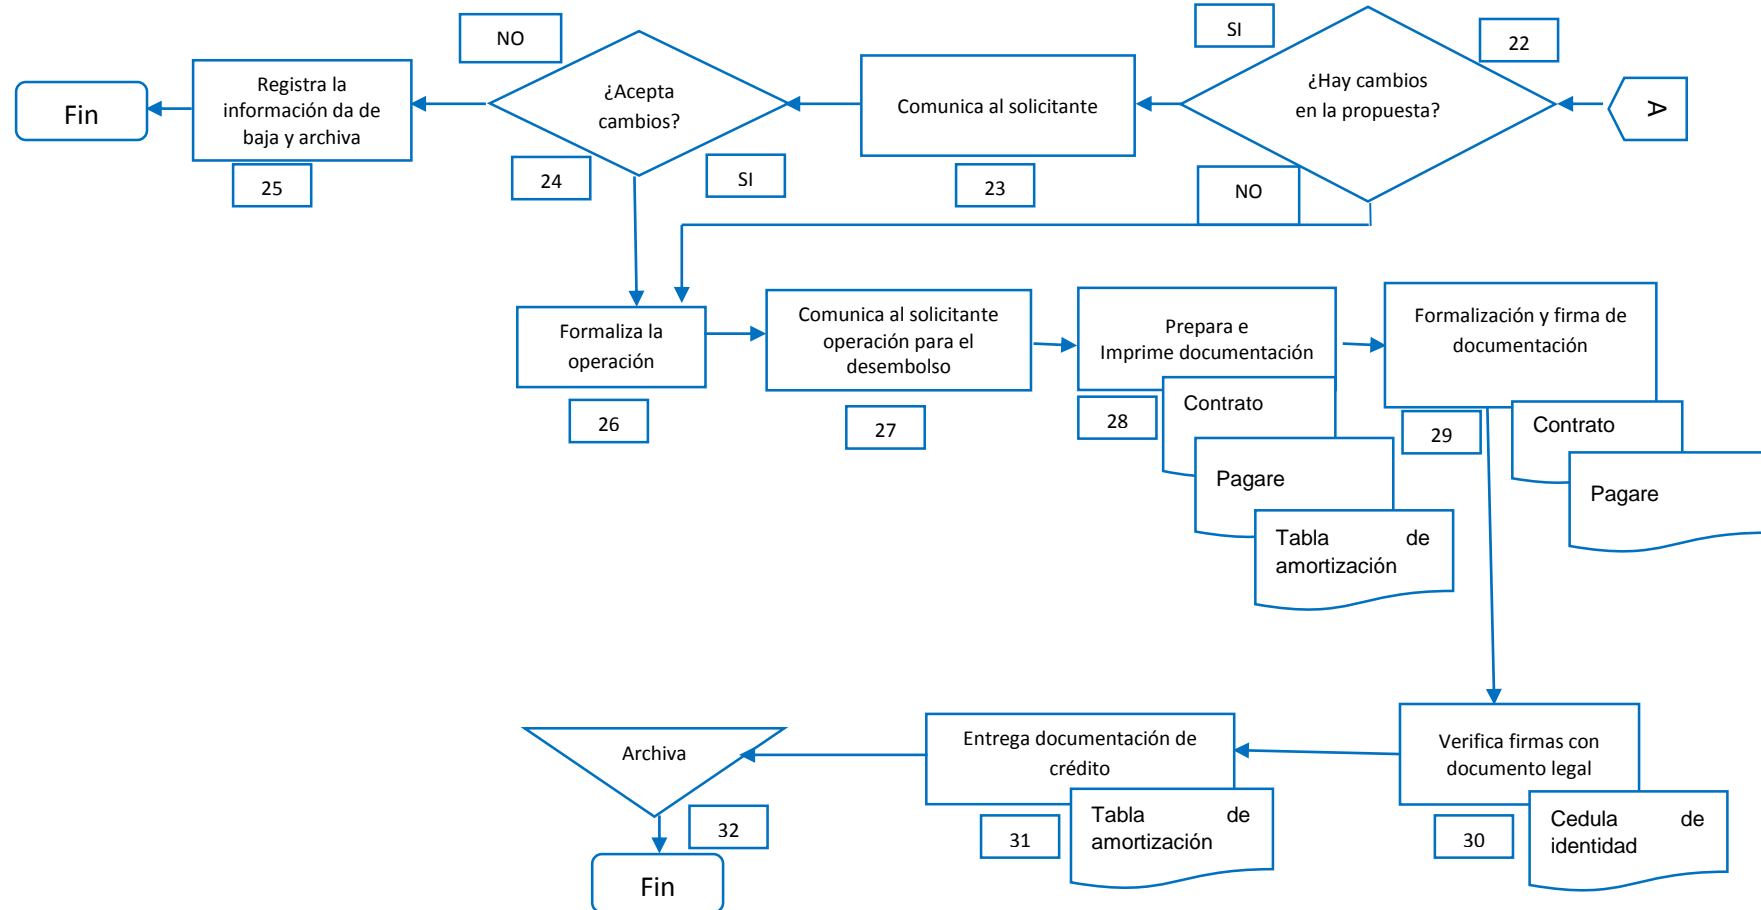 NO
SI
22
Fin
Registra la
información da de
baja y archiva
¿Acepta
cambios?
Comunica al solicitante
¿Hay cambios
en la propuesta?
A
25
24
SI
23
NO
Formaliza la
operación
Comunica al solicitante
operación para el
desembolso
Prepara e
Imprime documentación
Formalización y firma de
documentación
26
27
28
Contrato
Pagare
Tabla de
amortización
29
Contrato
Pagare
Archiva
Entrega documentación de
crédito
Verifica firmas con
documento legal
32
31
Tabla de
amortización
30
Cedula de
identidad
Fin